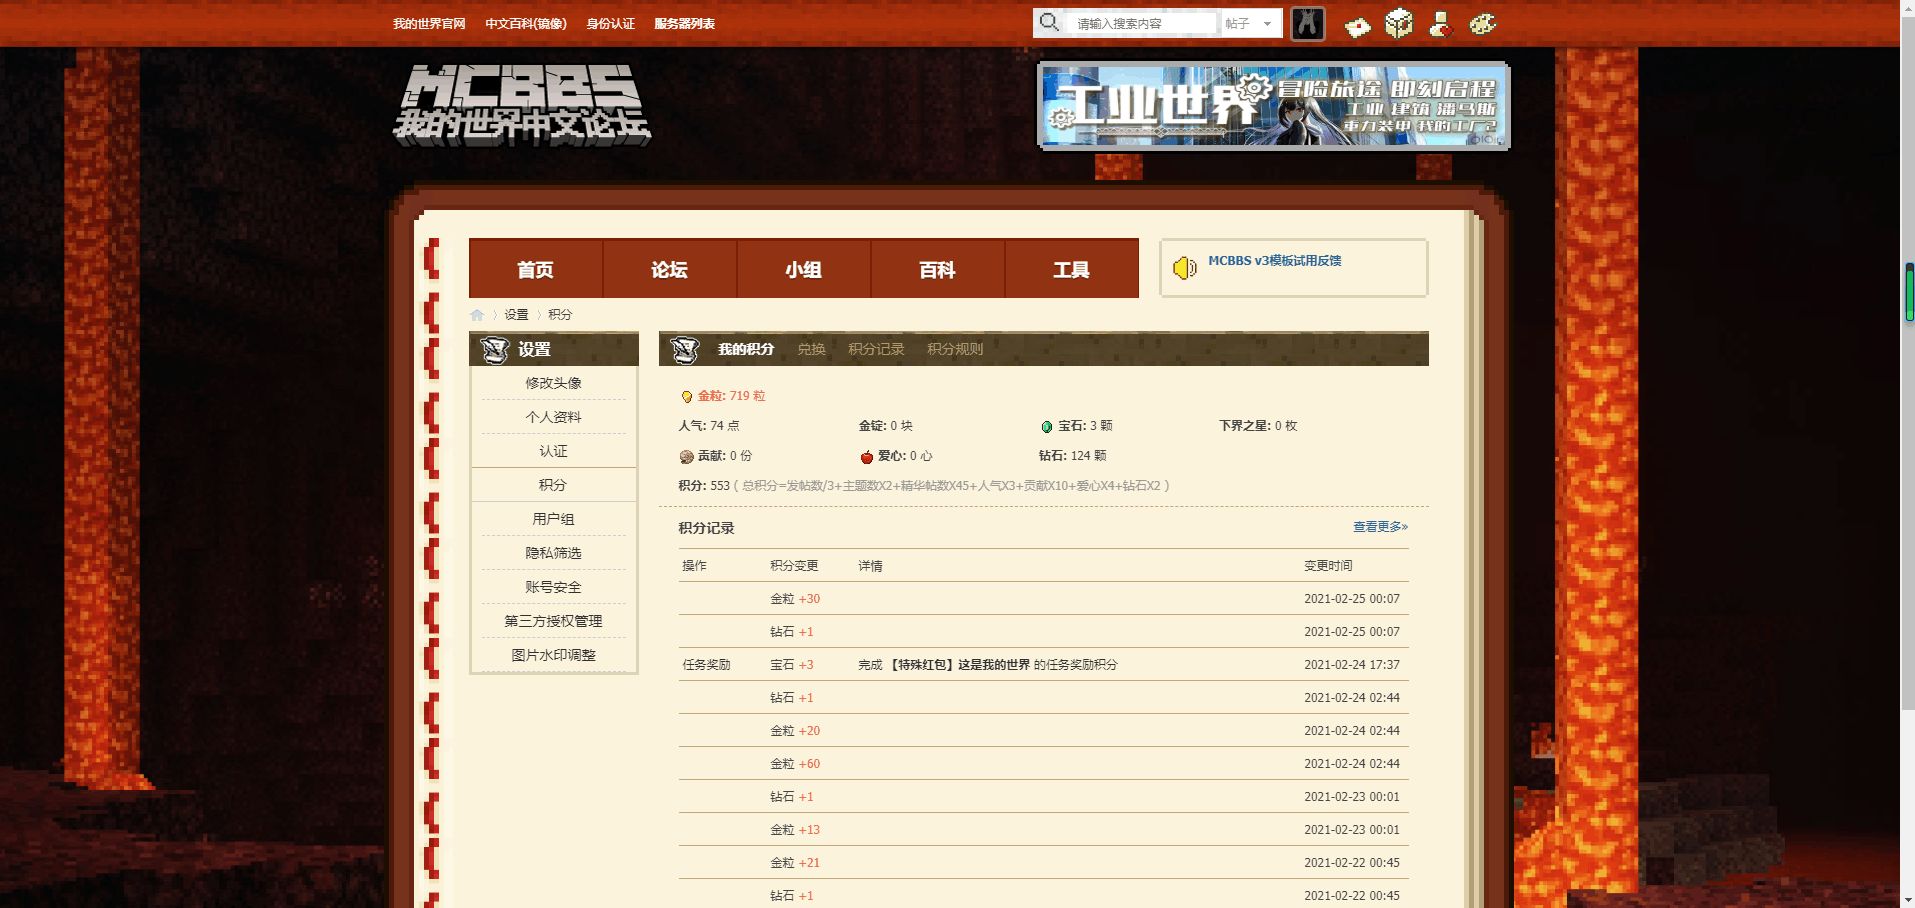 我的世界官网 中文百科(镜像) 身份认证 服务器列表
请输入搜索内容 帖子
MCBBS
我的世界中文论坛
工业世界
冒险旅途 即刻启程
工业 建筑 潘马斯
重力装甲 我的工厂?
首页 论坛 小组 百科 工具
MCBBS v3模板试用反馈
设置 积分
设置
修改头像
个人资料
认证
积分
用户组
隐私筛选
账号安全
第三方授权管理
图片水印调整
我的积分 兑换 积分记录 积分规则
金粒: 719 粒
人气: 74 点 金锭: 0 块 宝石: 3 颗 下界之星: 0 枚
贡献: 0 份 爱心: 0 心 钻石: 124 颗
积分: 553 ( 总积分=发帖数/3+主题数X2+精华帖数X45+人气X3+贡献X10+爱心X4+钻石X2 )
积分记录 查看更多»
操作 积分变更 详情 变更时间
金粒 +30 2021-02-25 00:07
钻石 +1 2021-02-25 00:07
任务奖励 宝石 +3 完成 【特殊红包】这是我的世界 的任务奖励积分 2021-02-24 17:37
钻石 +1 2021-02-24 02:44
金粒 +20 2021-02-24 02:44
金粒 +60 2021-02-24 02:44
钻石 +1 2021-02-23 00:01
金粒 +13 2021-02-23 00:01
金粒 +21 2021-02-22 00:45
钻石 +1 2021-02-22 00:45